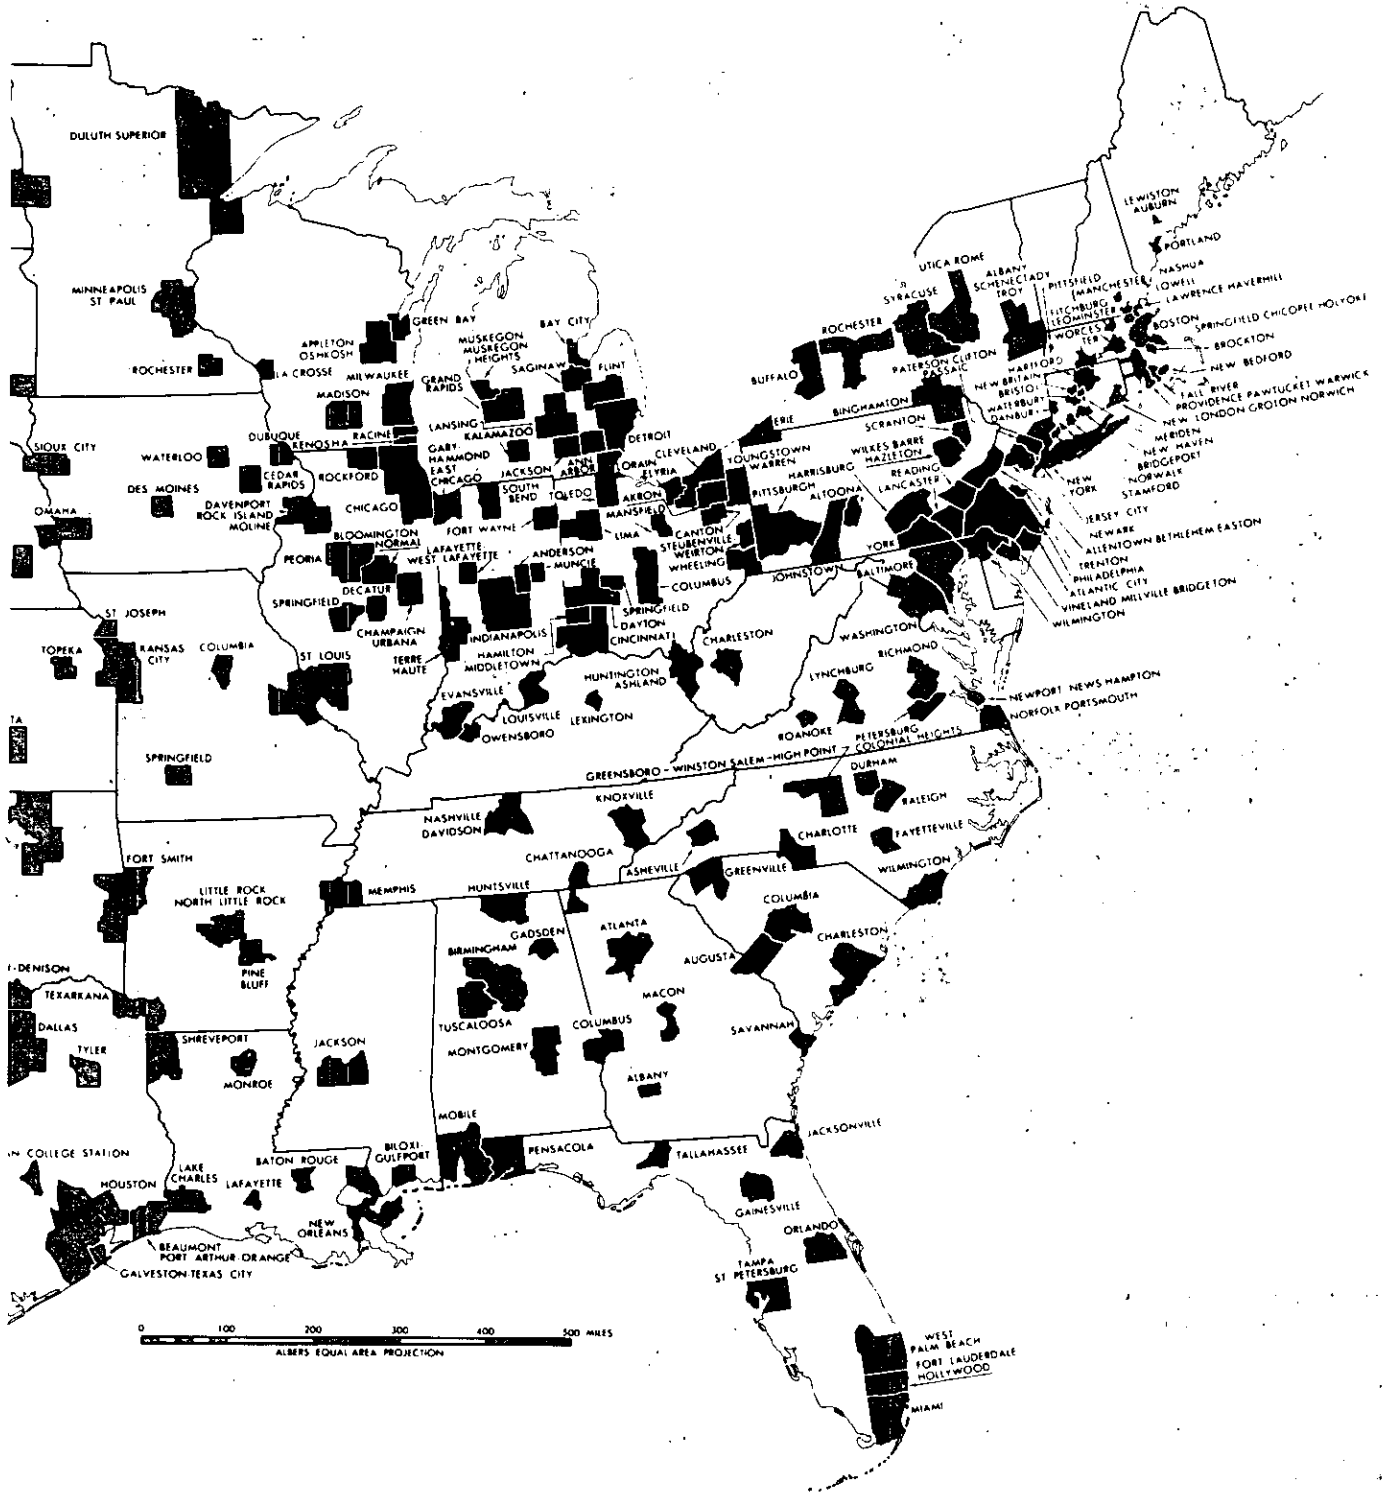 DULUTH SUPERIOR
LEWISTON
AUBURN
PORTLAND
UTICA ROME
ALBANY
SCHENECTADY
TROY
PITTSFIELD
MANCHESTER
NASHUA
LOWELL
LAWRENCE HAVERHILL
FITCHBURG
LEOMINSTER
WORCES
TER
BOSTON
SPRINGFIELD CHICOPEE HOLYOKE
BROCKTON
NEW BEDFORD
FALL
RIVER
PROVIDENCE PAWTUCKET WARWICK
NEW LONDON GROTON NORWICH
MERIDEN
NEW HAVEN
BRIDGEPORT
NORWALK
STAMFORD
SYRACUSE
ROCHESTER
BUFFALO
PATERSON CLIFTON
PASSAIC
HARTFORD
NEW BRITAIN
BRISTOL
WATERBURY
DANBURY
BINGHAMTON
SCRANTON
WILKES BARRE
HAZLETON
NEW
YORK
JERSEY CITY
NEWARK
ALLENTOWN BETHLEHEM EASTON
TRENTON
PHILADELPHIA
ATLANTIC CITY
VINELAND MILLVILLE BRIDGETON
WILMINGTON
MINNEAPOLIS
ST PAUL
ROCHESTER
LA CROSSE
GREEN BAY
APPLETON
OSHKOSH
MUSKEGON
MUSKEGON
HEIGHTS
BAY CITY
SAGINAW
FLINT
MILWAUKEE
MADISON
GRAND
RAPIDS
LANSING
KALAMAZOO
DETROIT
ERIE
KENOSHA
RACINE
GARY
HAMMOND
EAST
CHICAGO
JACKSON
ANN
ARBOR
LORAIN
ELYRIA
CLEVELAND
YOUNGSTOWN
WARREN
HARRISBURG
READING
LANCASTER
PITTSBURGH
ALTOONA
SIOUX CITY
WATERLOO
DUBUQUE
CEDAR
RAPIDS
ROCKFORD
CHICAGO
SOUTH
BEND
TOLEDO
AKRON
MANSFIELD
DES MOINES
DAVENPORT
ROCK ISLAND
MOLINE
FORT WAYNE
LIMA
CANTON
STEUBENVILLE
WEIRTON
WHEELING
JOHNSTOWN
YORK
BALTIMORE
OMAHA
BLOOMINGTON
NORMAL
PEORIA
LAFAYETTE
WEST LAFAYETTE
ANDERSON
MUNCIE
COLUMBUS
SPRINGFIELD
DECATUR
CHAMPAIGN
URBANA
INDIANAPOLIS
SPRINGFIELD
DAYTON
CINCINNATI
HAMILTON
MIDDLETOWN
TERRE
HAUTE
WASHINGTON
ST JOSEPH
TOPEKA
KANSAS
CITY
COLUMBIA
ST LOUIS
EVANSVILLE
LOUISVILLE
OWENSBORO
LEXINGTON
HUNTINGTON
ASHLAND
CHARLESTON
LYNCHBURG
RICHMOND
NEWPORT NEWS HAMPTON
NORFOLK PORTSMOUTH
ROANOKE
PETERSBURG
COLONIAL HEIGHTS
TA
SPRINGFIELD
GREENSBORO - WINSTON SALEM - HIGH POINT
DURHAM
RALEIGH
NASHVILLE
DAVIDSON
KNOXVILLE
CHARLOTTE
FAYETTEVILLE
CHATTANOOGA
ASHEVILLE
GREENVILLE
WILMINGTON
FORT SMITH
LITTLE ROCK
NORTH LITTLE ROCK
MEMPHIS
HUNTSVILLE
COLUMBIA
GADSDEN
ATLANTA
CHARLESTON
BIRMINGHAM
AUGUSTA
PINE
BLUFF
-DENISON
TEXARKANA
DALLAS
TYLER
SHREVEPORT
MONROE
JACKSON
TUSCALOOSA
MONTGOMERY
COLUMBUS
MACON
SAVANNAH
ALBANY
MOBILE
PENSACOLA
TALLAHASSEE
JACKSONVILLE
AN COLLEGE STATION
HOUSTON
LAKE
CHARLES
LAFAYETTE
BATON ROUGE
BILOXI-
GULFPORT
NEW
ORLEANS
GAINESVILLE
ORLANDO
BEAUMONT
PORT ARTHUR-ORANGE
GALVESTON-TEXAS CITY
TAMPA
ST PETERSBURG
0 100 200 300 400 500 MILES
ALBERS EQUAL AREA PROJECTION
WEST
PALM BEACH
FORT LAUDERDALE
HOLLYWOOD
MIAMI